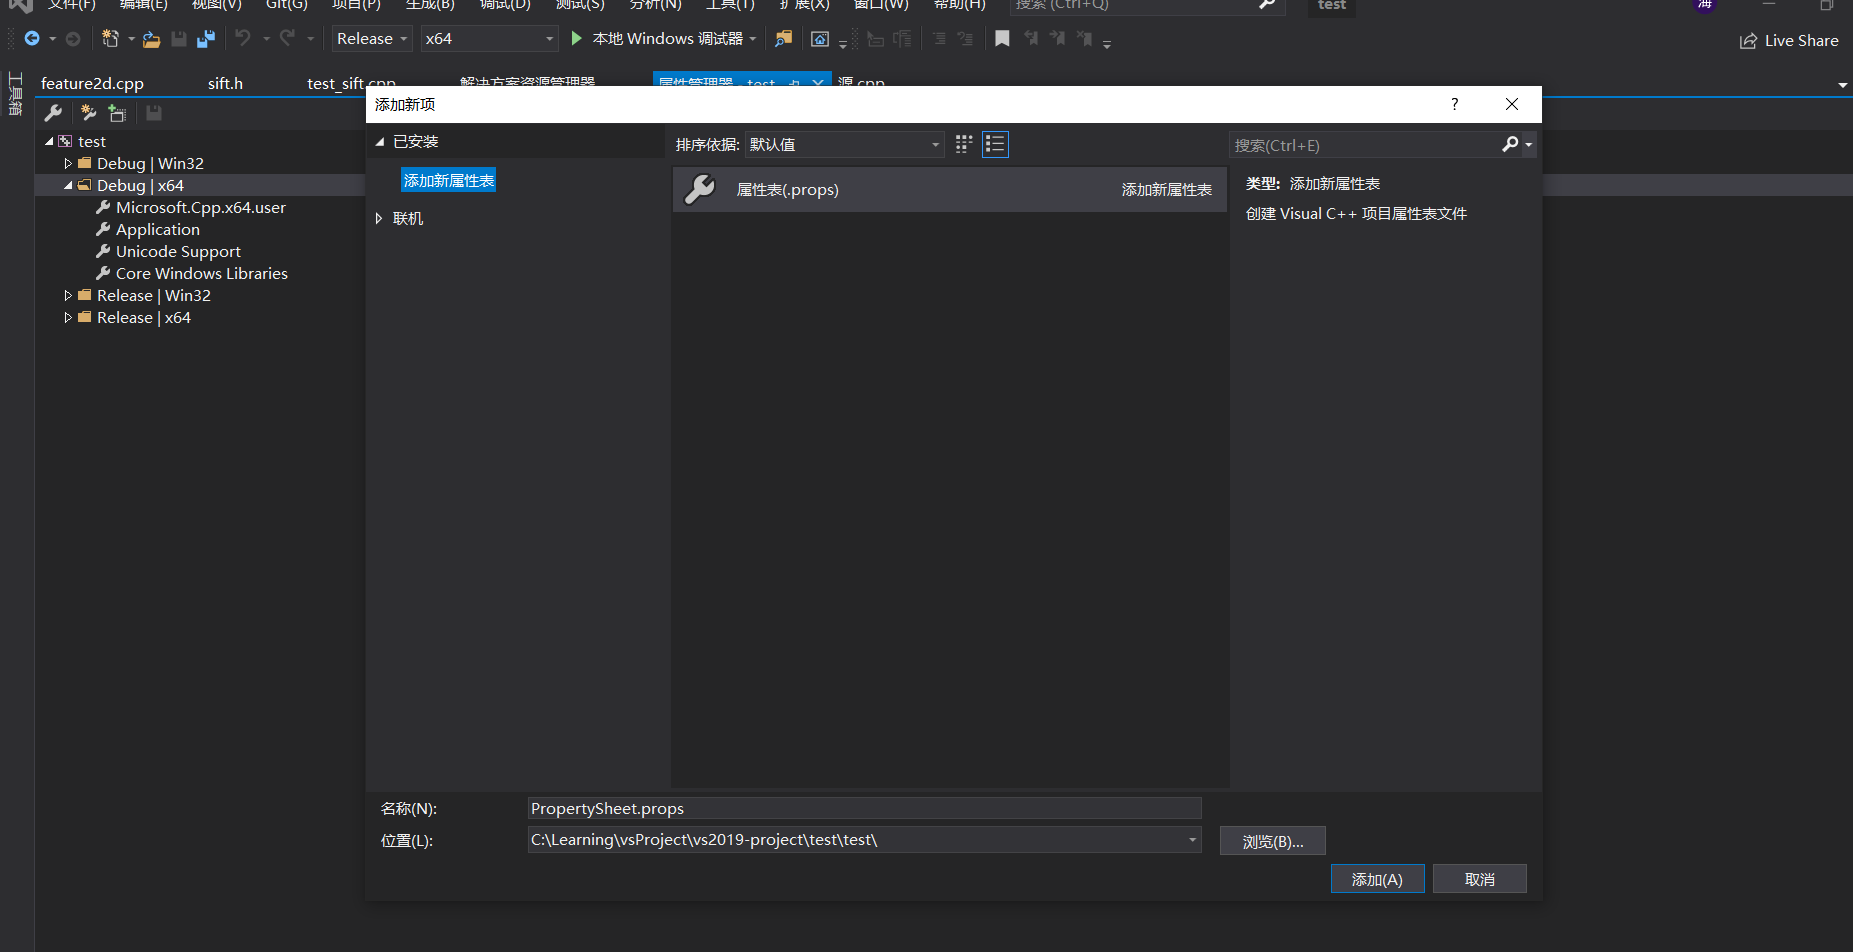 文件(F) 编辑(E) 视图(V) Git(G) 项目(P) 生成(B) 调试(D) 测试(S) 分析(N) 工具(T) 扩展(X) 窗口(W) 帮助(H) 搜索 (Ctrl+Q) test 海
Release x64 本地 Windows 调试器 Live Share
工具箱
feature2d.cpp sift.h test_sift.cpp 解决方案资源管理器 属性管理器 - test 源.cpp
添加新项 ?
test
Debug | Win32
Debug | x64
Microsoft.Cpp.x64.user
Application
Unicode Support
Core Windows Libraries
Release | Win32
Release | x64
已安装
添加新属性表
联机
排序依据: 默认值
搜索(Ctrl+E)
属性表(.props) 添加新属性表
类型: 添加新属性表
创建 Visual C++ 项目属性表文件
名称(N): PropertySheet.props
位置(L): C:\Learning\vsProject\vs2019-project\test\test\
浏览(B)...
添加(A) 取消